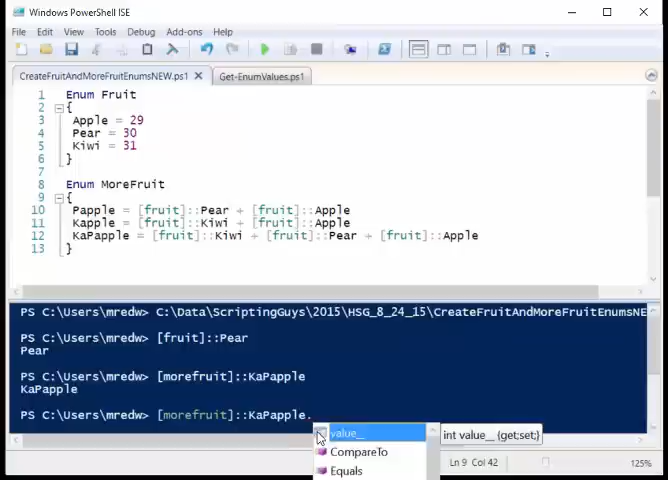 Windows PowerShell ISE
File Edit View Tools Debug Add-ons Help
CreateFruitAndMoreFruitEnumsNEW.ps1 X Get-EnumValues.ps1
1 Enum Fruit
2 {
3 Apple = 29
4 Pear = 30
5 Kiwi = 31
6 }
7
8 Enum MoreFruit
9 {
10 Papple = [fruit]::Pear + [fruit]::Apple
11 Kapple = [fruit]::Kiwi + [fruit]::Apple
12 KaPapple = [fruit]::Kiwi + [fruit]::Pear + [fruit]::Apple
13 }
PS C:\Users\mredw> C:\Data\ScriptingGuys\2015\HSG_8_24_15\CreateFruitAndMoreFruitEnumsNE
PS C:\Users\mredw> [fruit]::Pear
Pear
PS C:\Users\mredw> [morefruit]::KaPapple
KaPapple
PS C:\Users\mredw> [morefruit]::KaPapple.
value__ int value__ {get;set;}
CompareTo
Equals
Ln 9 Col 42 125%